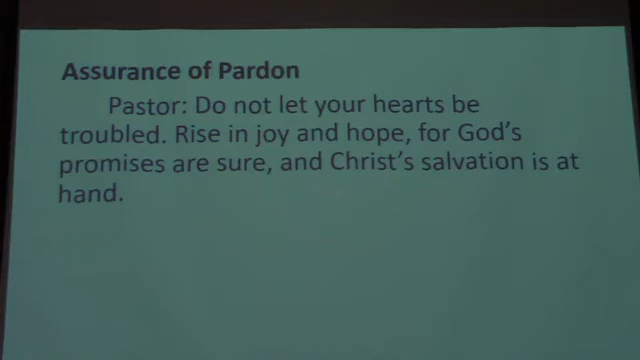 Assurance of Pardon
Pastor: Do not let your hearts be
troubled. Rise in joy and hope, for God's
promises are sure, and Christ's salvation is at
hand.